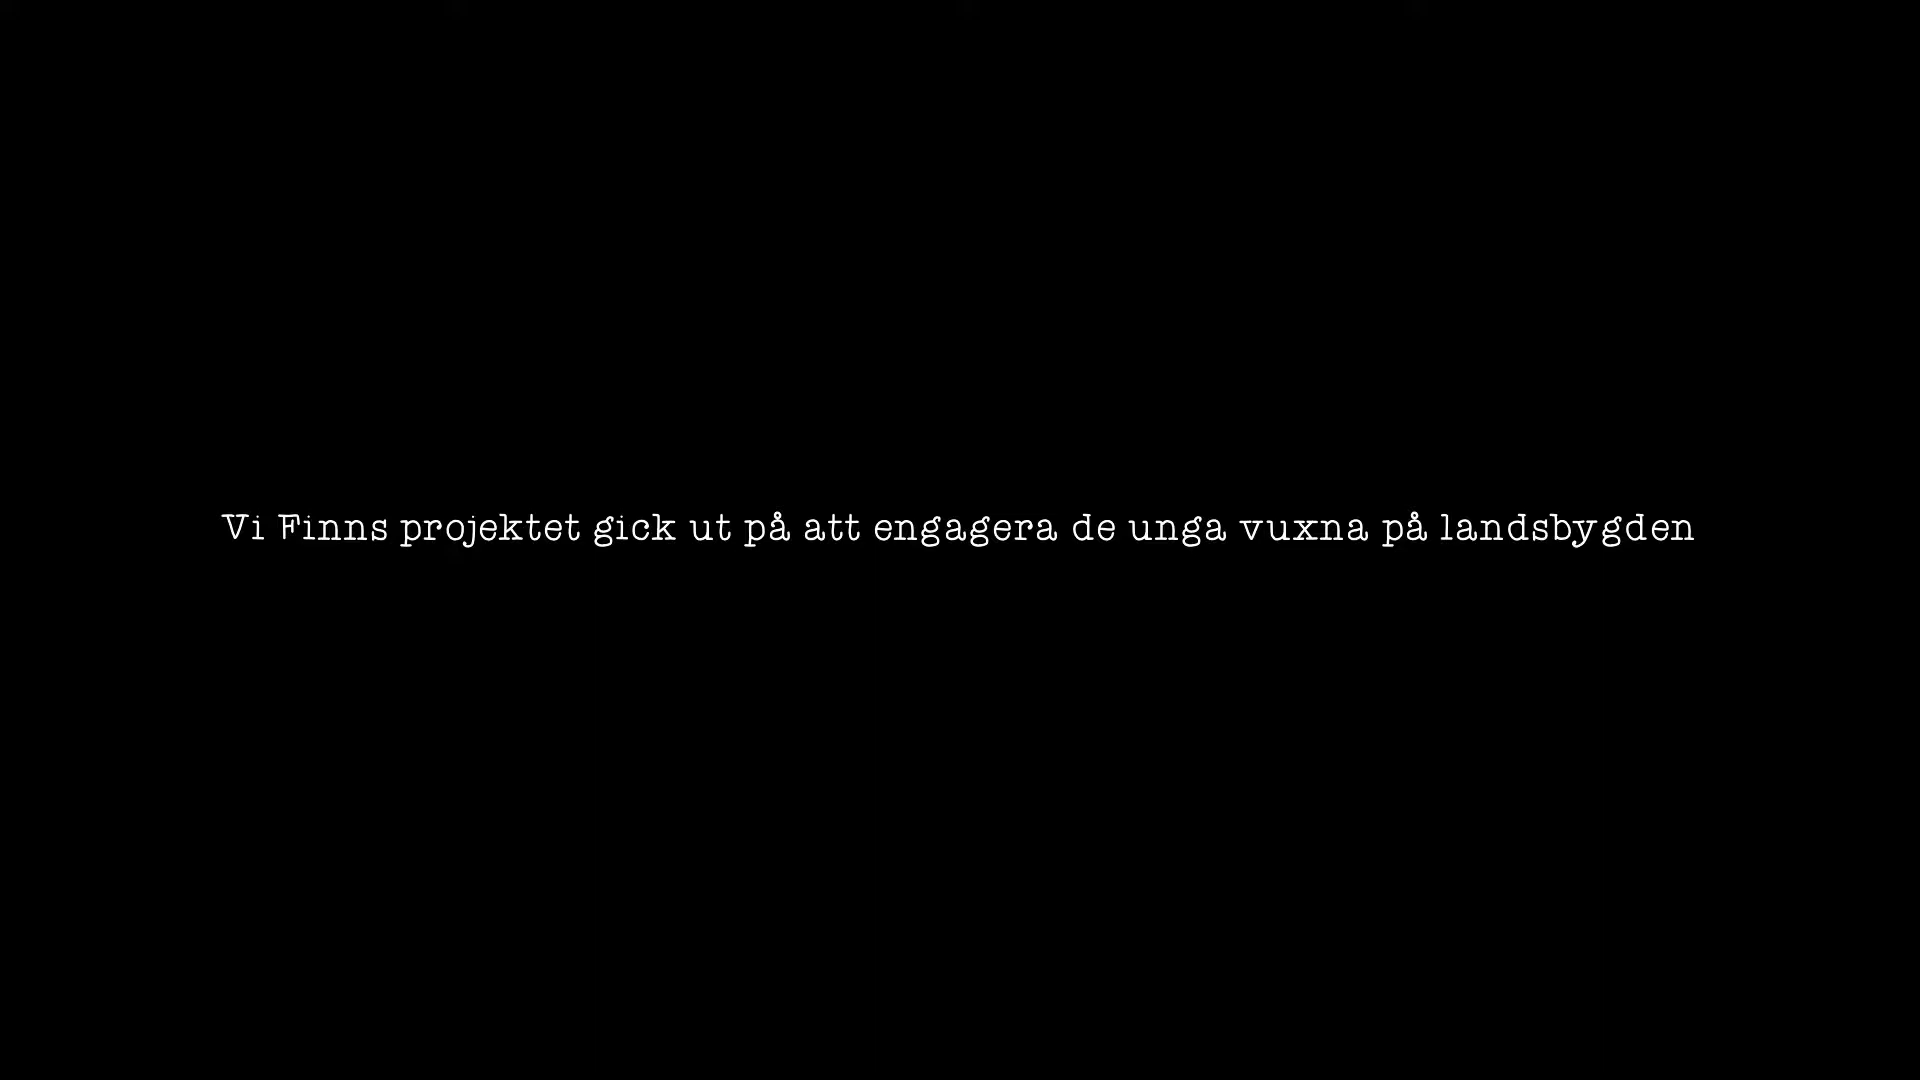 Vi Finns projektet gick ut på att engagera de unga vuxna på landsbygden